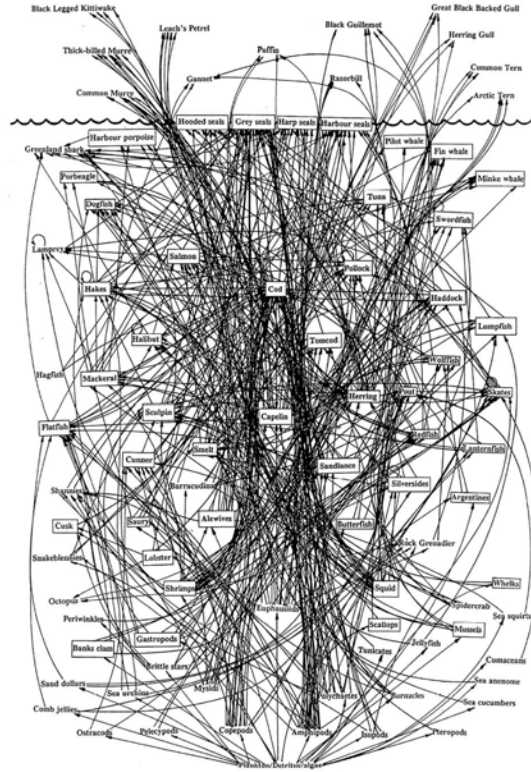 Black Legged Kittiwake
Leach's Petrel
Black Guillemot
Great Black Backed Gull
Thick-billed Murre
Puffin
Herring Gull
Gannet
Razorbill
Common Tern
Common Murre
Arctic Tern
Hooded seals
Grey seals
Harp seals
Harbour seals
Harbour porpoise
Pilot whale
Greenland shark
Fin whale
Porbeagle
Minke whale
Dogfish
Tuna
Swordfish
Lamprey
Salmon
Pollock
Hakes
Cod
Haddock
Lumpfish
Halibut
Tomcod
Hagfish
Mackeral
Wolffish
Herring
Skates
Sculpin
Capelin
Flatfish
Redfish
Cunner
Smelt
Lanternfish
Sandlance
Shannies
Barracudina
Silversides
Argentines
Cusk
Saury
Alewives
Butterfish
Snakeblennies
Lobster
Rock Grenadier
Shrimps
Squid
Whelks
Octopus
Euphausiids
Spidercrab
Sea squirts
Periwinkles
Scallops
Gastropods
Mussels
Banks clam
Jellyfish
Brittle stars
Tunicates
Cumaceans
Sand dollars
Mysids
Sea anenome
Sea urchins
Polychaetes
Barnacles
Comb jellies
Sea cucumbers
Ostracods
Pelecypods
Copepods
Amphipods
Isopods
Pteropods
Plankton/Detritus/algae